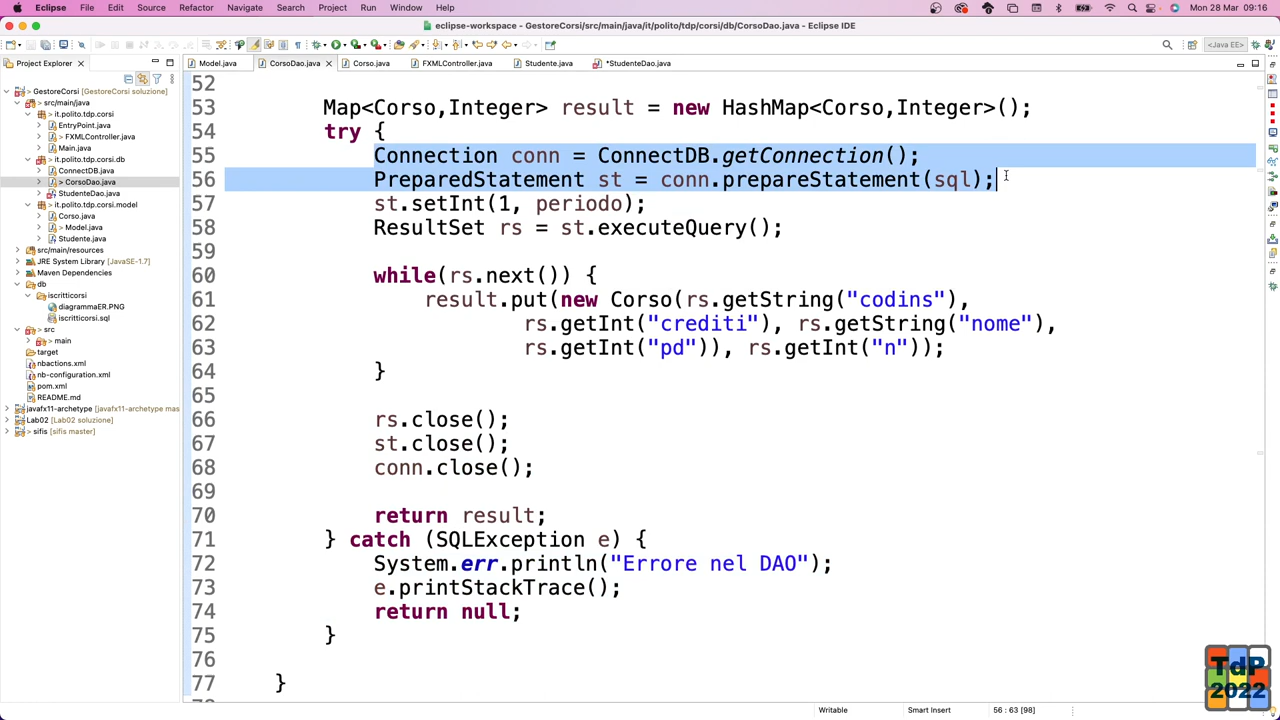 Eclipse File Edit Source Refactor Navigate Search Project Run Window Help
Mon 28 Mar 09:16
eclipse-workspace - GestoreCorsi/src/main/java/it/polito/tdp/corsi/db/CorsoDao.java - Eclipse IDE
<Java EE>
Project Explorer
Model.java
CorsoDao.java
Corso.java
FXMLController.java
Studente.java
*StudenteDao.java
GestoreCorsi [GestoreCorsi soluzione]
src/main/java
it.polito.tdp.corsi
EntryPoint.java
> FXMLController.java
Main.java
it.polito.tdp.corsi.db
ConnectDB.java
> CorsoDao.java
StudenteDao.java
it.polito.tdp.corsi.model
Corso.java
> Model.java
Studente.java
src/main/resources
JRE System Library [JavaSE-1.7]
Maven Dependencies
db
iscritticorsi
diagrammaER.PNG
iscritticorsi.sql
src
main
target
nbactions.xml
nb-configuration.xml
pom.xml
README.md
javafx11-archetype [javafx11-archetype mas
Lab02 [Lab02 soluzione]
> sifis [sifis master]
52
53 Map<Corso,Integer> result = new HashMap<Corso,Integer>();
54 try {
55 Connection conn = ConnectDB.getConnection();
56 PreparedStatement st = conn.prepareStatement(sql);
57 st.setInt(1, periodo);
58 ResultSet rs = st.executeQuery();
59
60 while(rs.next()) {
61 result.put(new Corso(rs.getString("codins"),
62 rs.getInt("crediti"), rs.getString("nome"),
63 rs.getInt("pd")), rs.getInt("n"));
64 }
65
66 rs.close();
67 st.close();
68 conn.close();
69
70 return result;
71 } catch (SQLException e) {
72 System.err.println("Errore nel DAO");
73 e.printStackTrace();
74 return null;
75 }
76
77 }
Writable
Smart Insert
56 : 63 [98]
TdP
2022